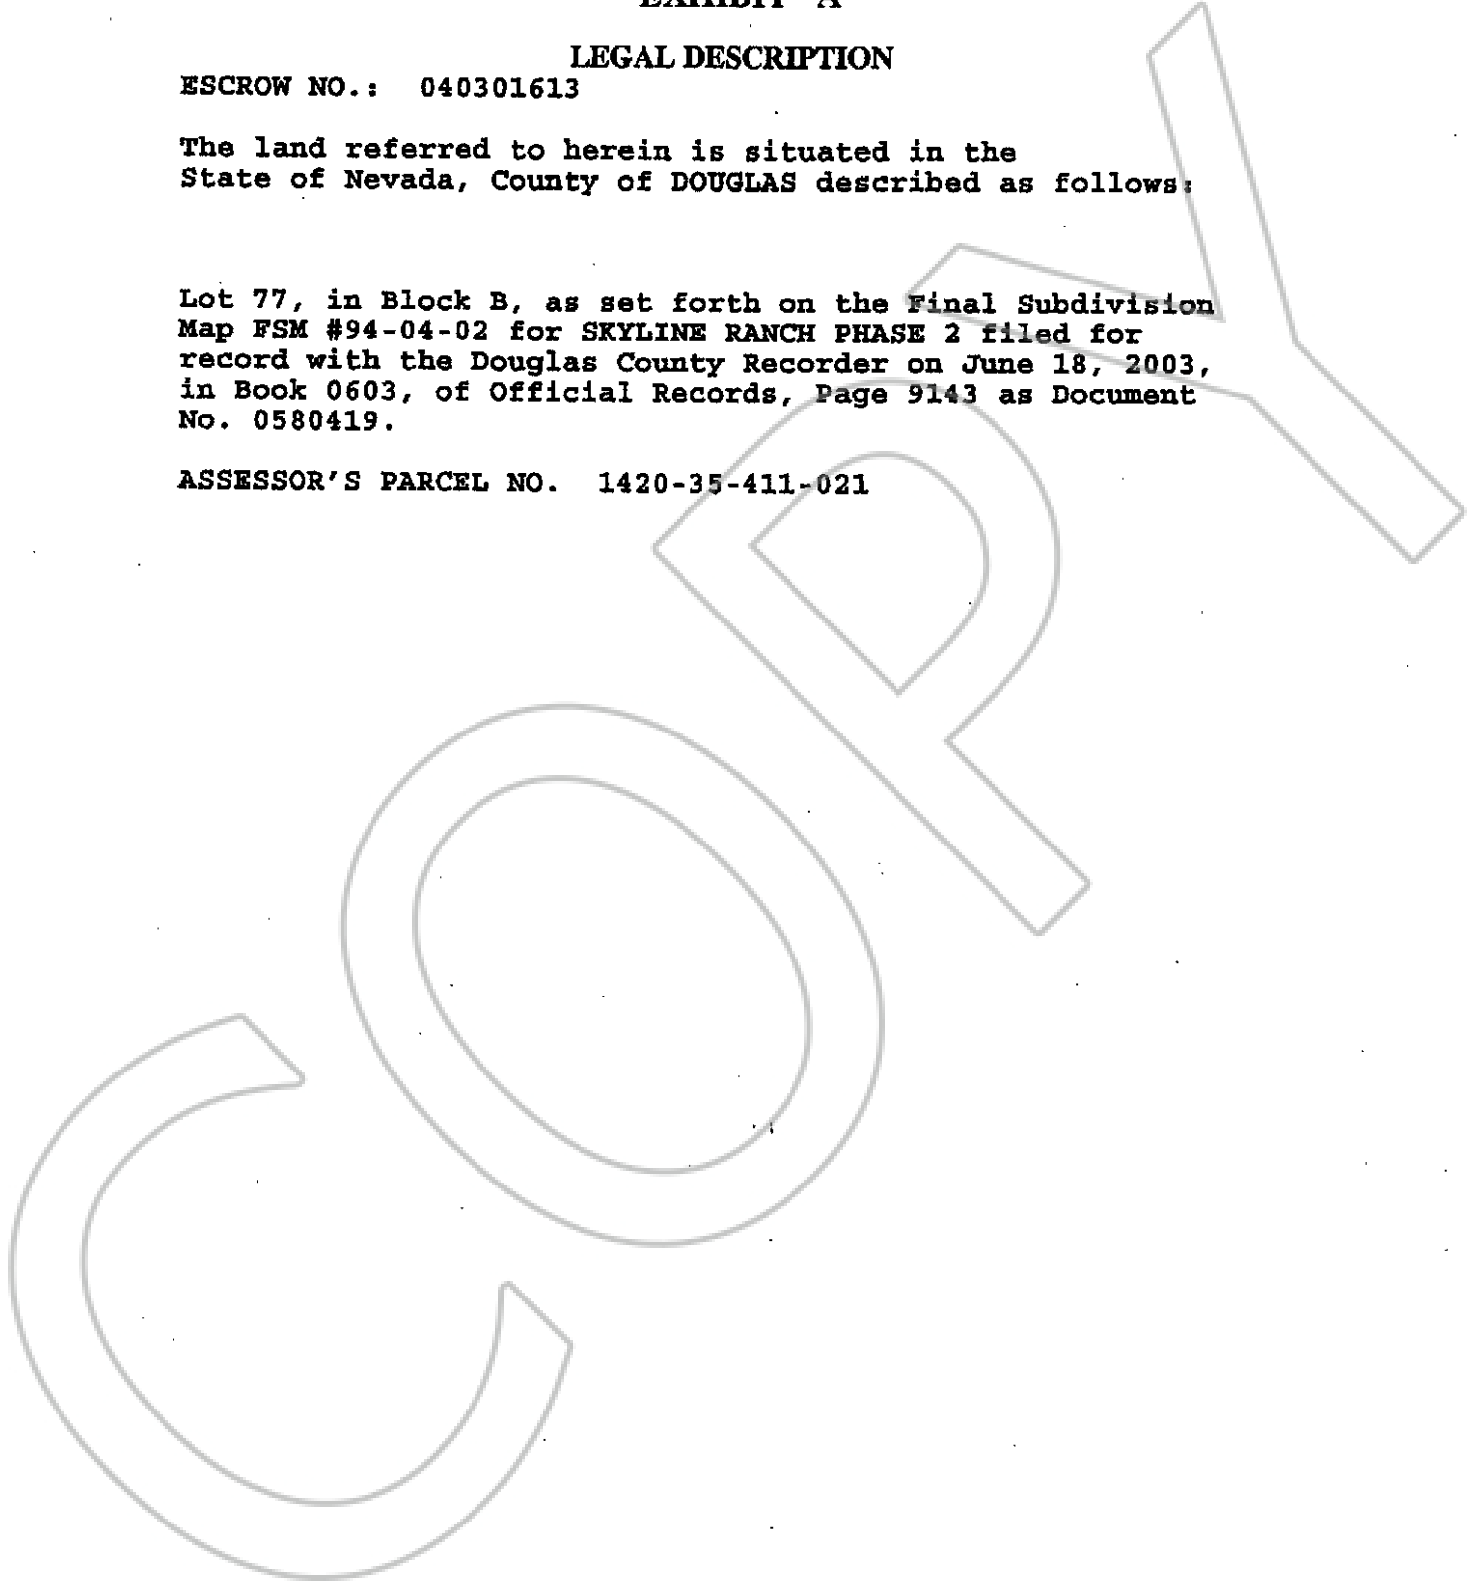 EXHIBIT "A"
LEGAL DESCRIPTION
ESCROW NO.: 040301613
The land referred to herein is situated in the
State of Nevada, County of DOUGLAS described as follows:
Lot 77, in Block B, as set forth on the Final Subdivision
Map FSM #94-04-02 for SKYLINE RANCH PHASE 2 filed for
record with the Douglas County Recorder on June 18, 2003,
in Book 0603, of Official Records, Page 9143 as Document
No. 0580419.
ASSESSOR'S PARCEL NO. 1420-35-411-021
COPY